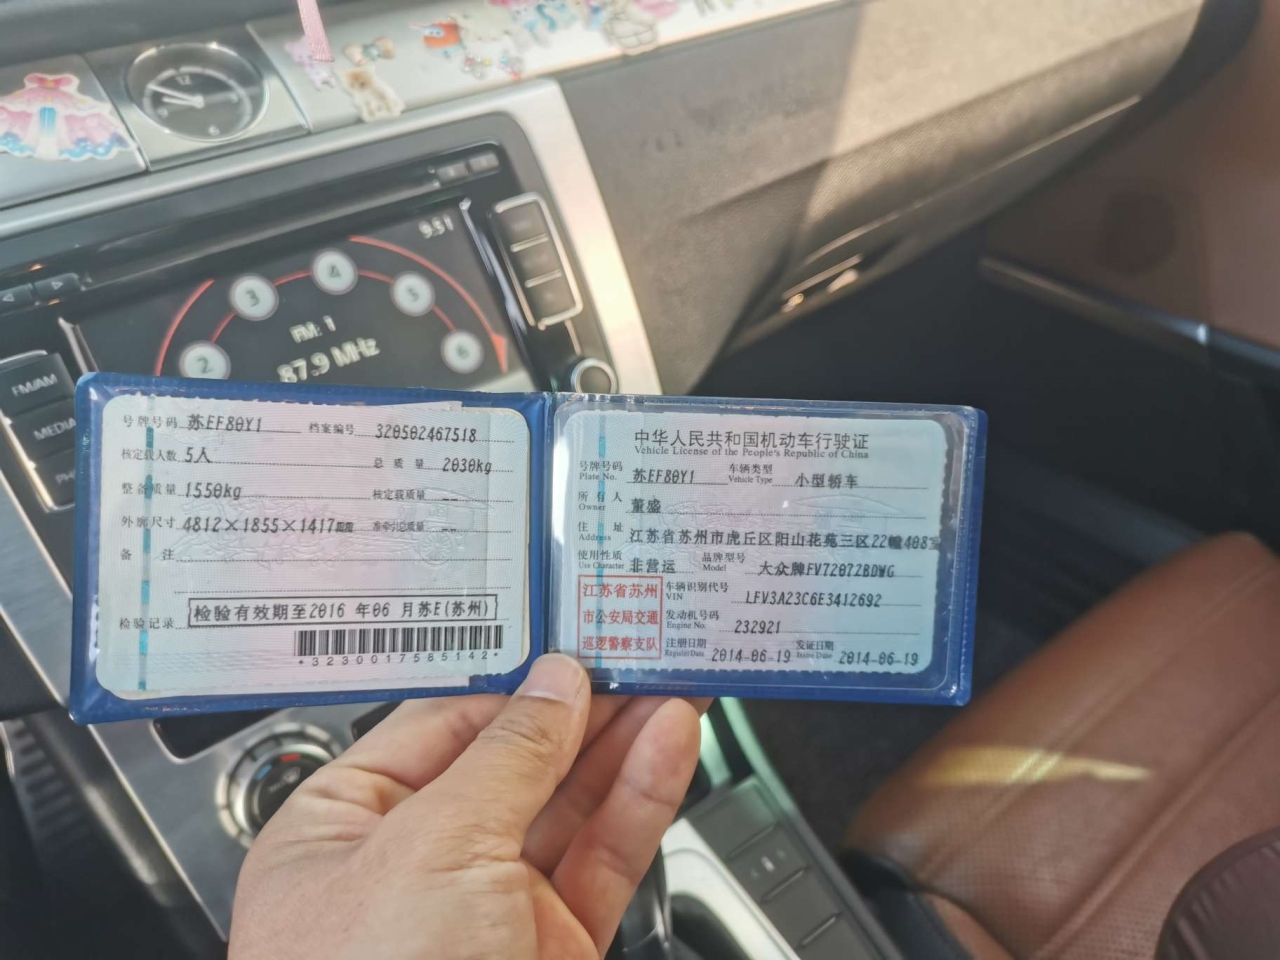 12
3
6
9:51
2
3
4
5
6
FM: 1
87.9 MHz
FM/AM
MEDIA
号牌号码 苏EF80Y1 档案编号 320502467518
核定载人数 5人 总质量 2030kg
整备质量 1550kg 核定载质量 --
外廓尺寸 4812×1855×1417 准牵引总质量 --
备注
检验记录 检验有效期至2016 年06 月苏E(苏州)
*3230017585142*
中华人民共和国机动车行驶证
Vehicle License of the People's Republic of China
号牌号码 苏EF80Y1 车辆类型 小型轿车
Plate No. Vehicle Type
所有人 董盛
Owner
住址 江苏省苏州市虎丘区阳山花苑三区22幢408室
Address
使用性质 非营运 品牌型号 大众牌FV7207BDWG
Use Character Model
江苏省苏州
市公安局交通
巡逻警察支队
车辆识别代号 LFV3A23C6E3412692
VIN
发动机号码 232921
Engine No.
注册日期 2014-06-19 发证日期 2014-06-19
Register Date Issue Date